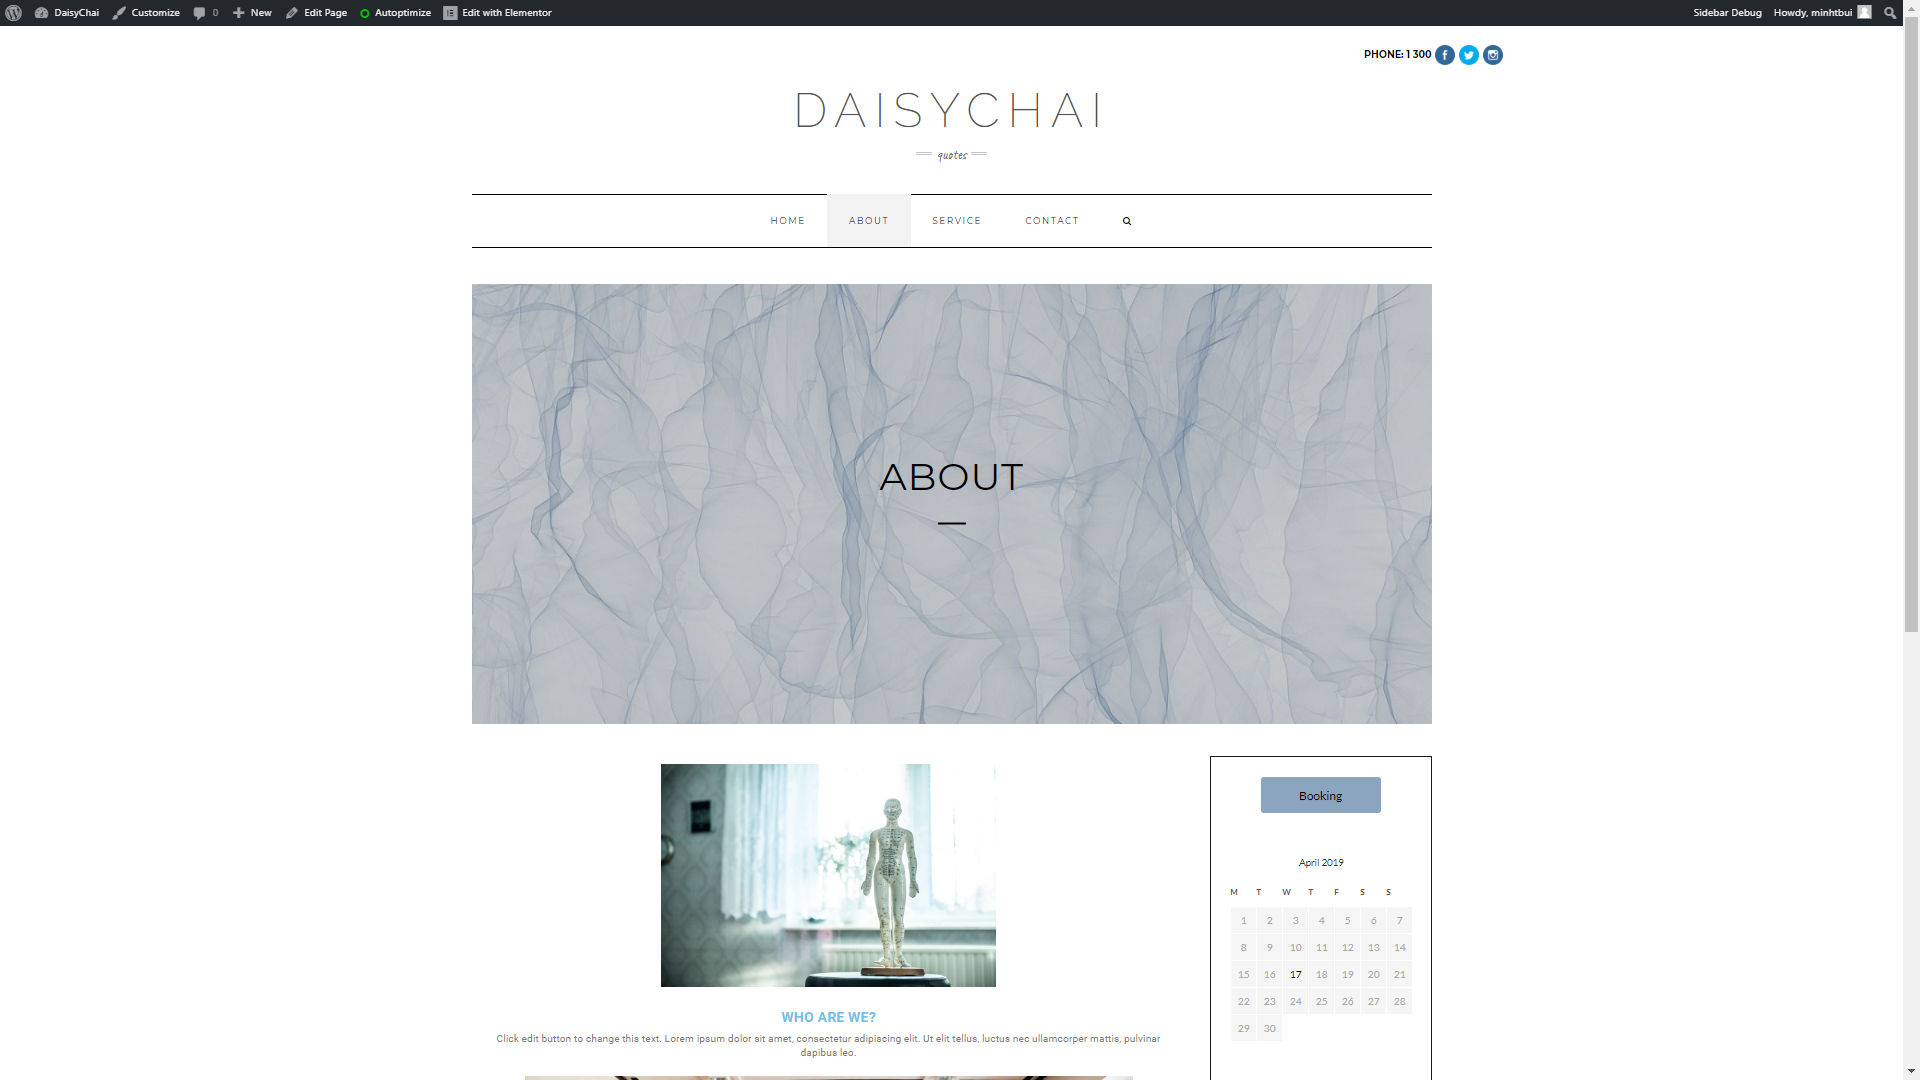 DaisyChai Customize 0 New Edit Page Autoptimize Edit with Elementor Sidebar Debug Howdy, minhtbui
PHONE: 1300
DAISYCHAI
quotes
HOME ABOUT SERVICE CONTACT
ABOUT
Booking
April 2019
M T W T F S S
1 2 3 4 5 6 7
8 9 10 11 12 13 14
15 16 17 18 19 20 21
22 23 24 25 26 27 28
29 30
WHO ARE WE?
Click edit button to change this text. Lorem ipsum dolor sit amet, consectetur adipiscing elit. Ut elit tellus, luctus nec ullamcorper mattis, pulvinar
dapibus leo.